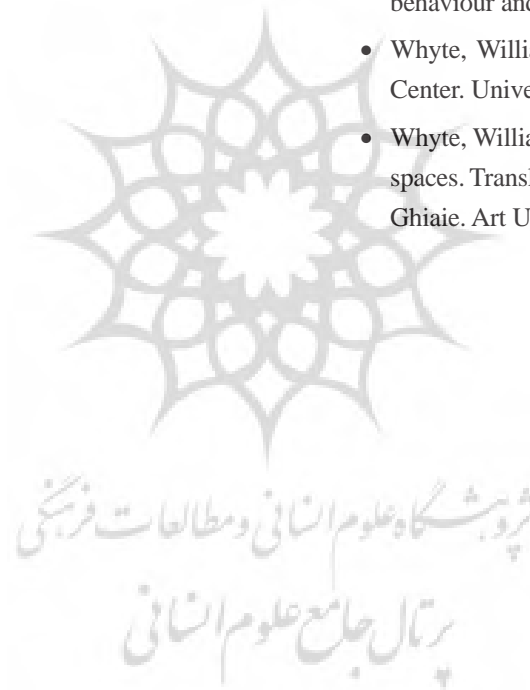 behaviour and
• Whyte, Willia
Center. Unive
• Whyte, Willia
spaces. Transl
Ghiaie. Art U
پژوهشگاه علوم انسانی و مطالعات فرهنگی
پرتال جامع علوم انسانی